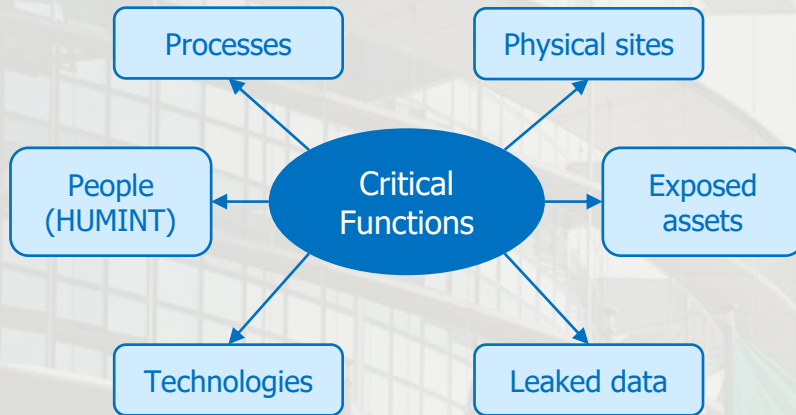 Processes
Physical sites
People
(HUMINT)
Critical
Functions
Exposed
assets
Technologies
Leaked data